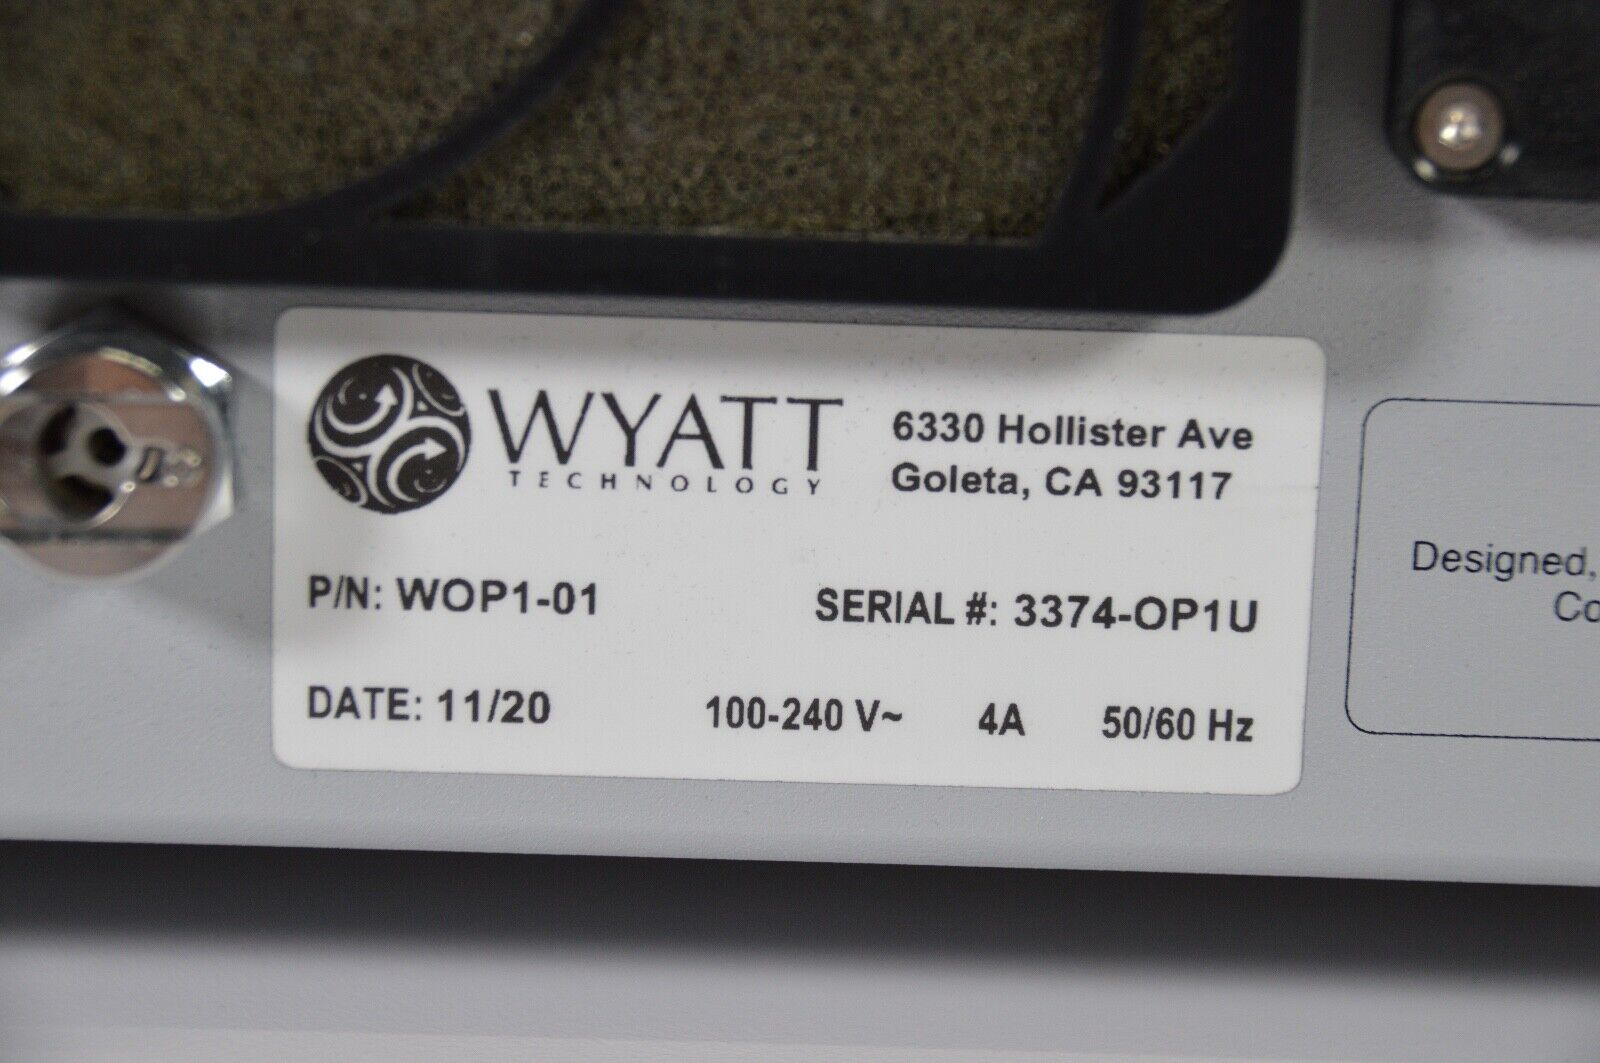 WYATT
TECHNOLOGY
6330 Hollister Ave
Goleta, CA 93117
P/N: WOP1-01
SERIAL #: 3374-OP1U
DATE: 11/20
100-240 V~ 4A 50/60 Hz
Designed,
Co